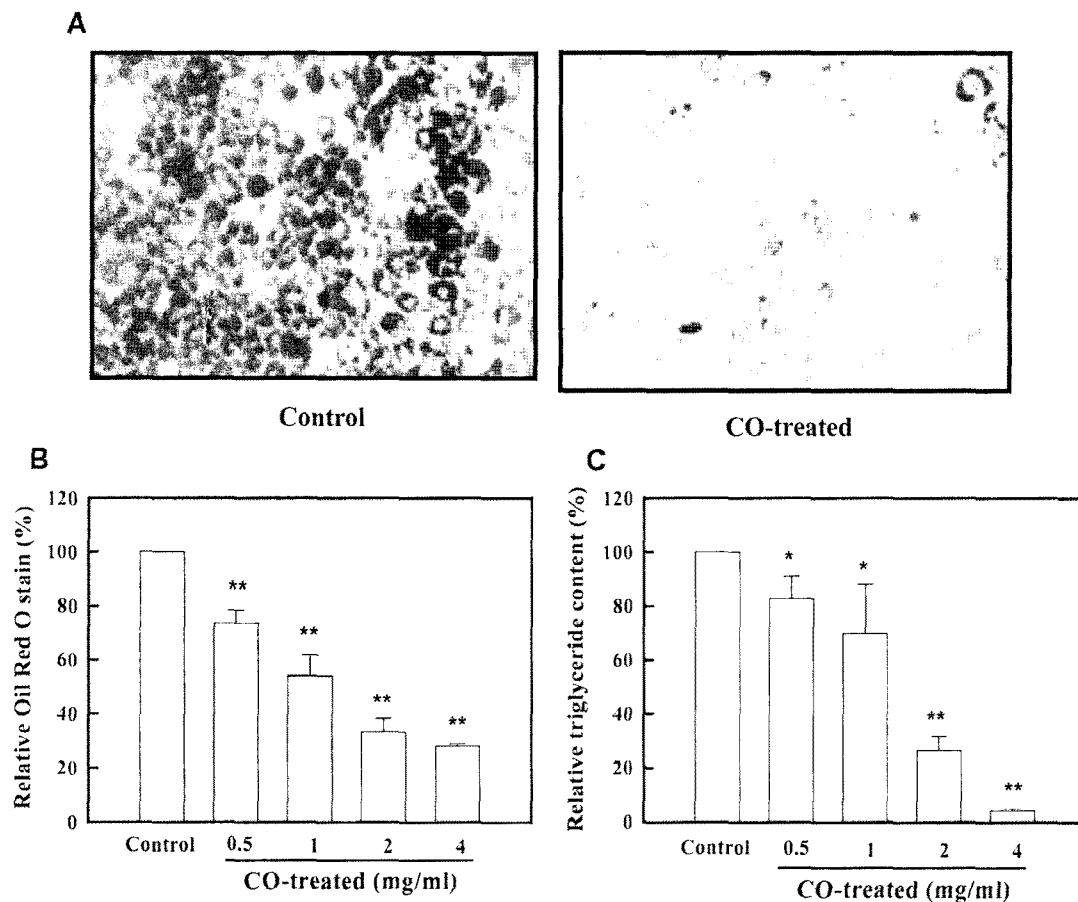 A
Control
CO-treated
B
Relative Oil Red O stain (%)
120
100
80
60
40
20
0
**
**
**
**
Control
0.5
1
2
4
CO-treated (mg/ml)
C
Relative triglyceride content (%)
120
100
80
60
40
20
0
*
*
**
**
Control
0.5
1
2
4
CO-treated (mg/ml)